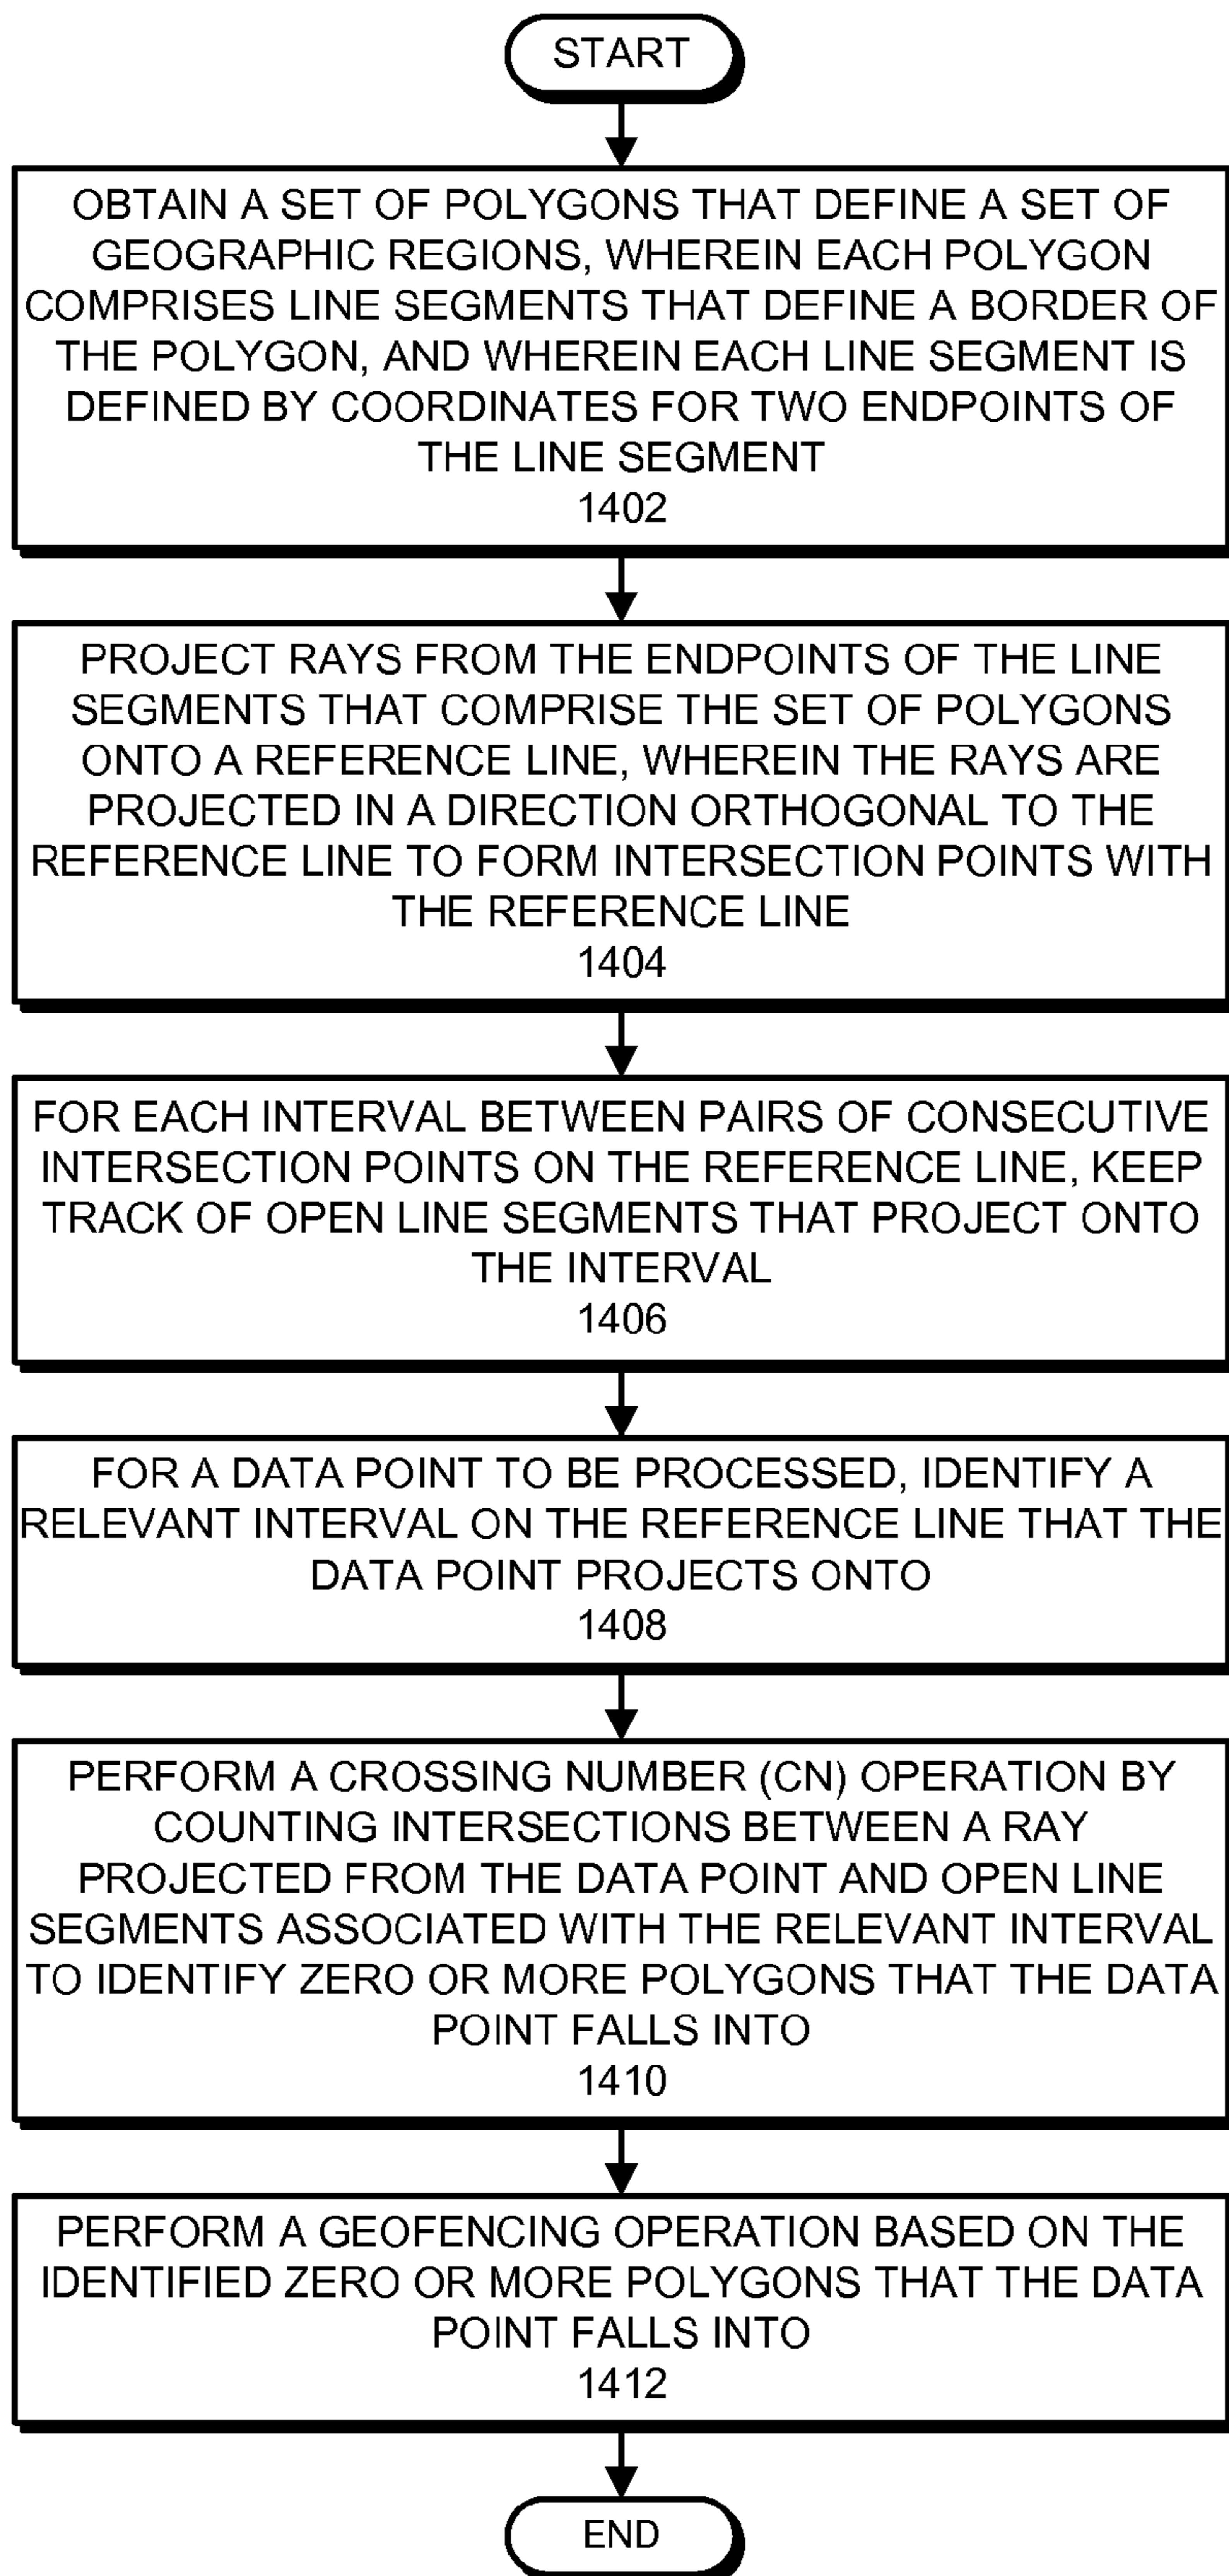 START
OBTAIN A SET OF POLYGONS THAT DEFINE A SET OF
GEOGRAPHIC REGIONS, WHEREIN EACH POLYGON
COMPRISES LINE SEGMENTS THAT DEFINE A BORDER OF
THE POLYGON, AND WHEREIN EACH LINE SEGMENT IS
DEFINED BY COORDINATES FOR TWO ENDPOINTS OF
THE LINE SEGMENT
1402
PROJECT RAYS FROM THE ENDPOINTS OF THE LINE
SEGMENTS THAT COMPRISE THE SET OF POLYGONS
ONTO A REFERENCE LINE, WHEREIN THE RAYS ARE
PROJECTED IN A DIRECTION ORTHOGONAL TO THE
REFERENCE LINE TO FORM INTERSECTION POINTS WITH
THE REFERENCE LINE
1404
FOR EACH INTERVAL BETWEEN PAIRS OF CONSECUTIVE
INTERSECTION POINTS ON THE REFERENCE LINE, KEEP
TRACK OF OPEN LINE SEGMENTS THAT PROJECT ONTO
THE INTERVAL
1406
FOR A DATA POINT TO BE PROCESSED, IDENTIFY A
RELEVANT INTERVAL ON THE REFERENCE LINE THAT THE
DATA POINT PROJECTS ONTO
1408
PERFORM A CROSSING NUMBER (CN) OPERATION BY
COUNTING INTERSECTIONS BETWEEN A RAY
PROJECTED FROM THE DATA POINT AND OPEN LINE
SEGMENTS ASSOCIATED WITH THE RELEVANT INTERVAL
TO IDENTIFY ZERO OR MORE POLYGONS THAT THE DATA
POINT FALLS INTO
1410
PERFORM A GEOFENCING OPERATION BASED ON THE
IDENTIFIED ZERO OR MORE POLYGONS THAT THE DATA
POINT FALLS INTO
1412
END